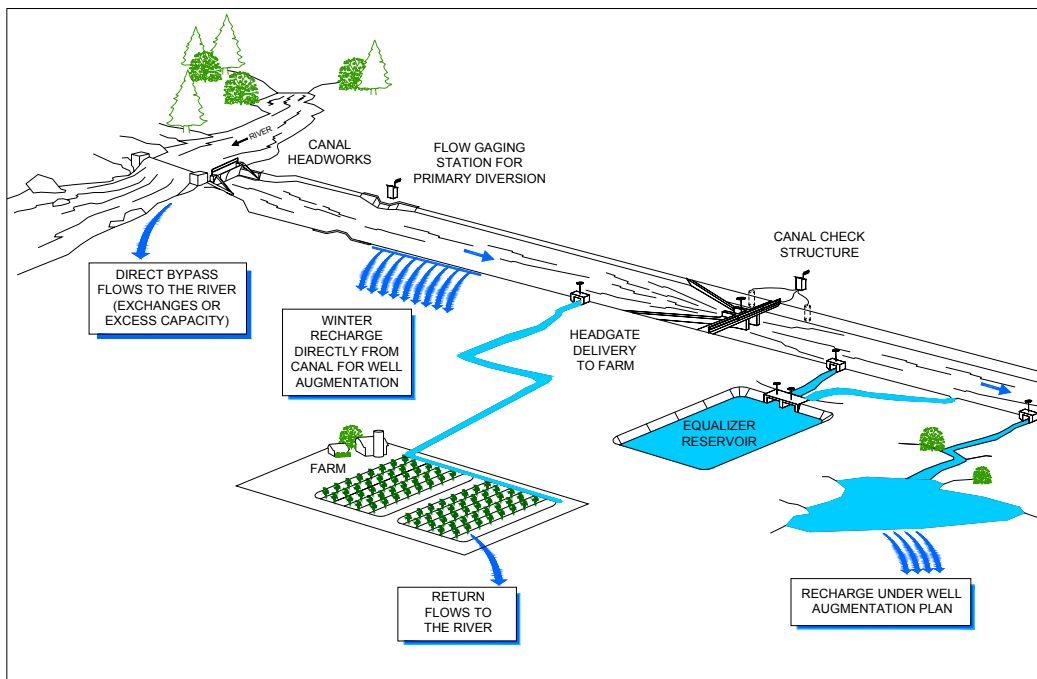 RIVER
CANAL
HEADWORKS
FLOW GAGING
STATION FOR
PRIMARY DIVERSION
CANAL CHECK
STRUCTURE
DIRECT BYPASS
FLOWS TO THE RIVER
(EXCHANGES OR
EXCESS CAPACITY)
WINTER
RECHARGE
DIRECTLY FROM
CANAL FOR WELL
AUGMENTATION
HEADGATE
DELIVERY
TO FARM
EQUALIZER
RESERVOIR
FARM
RETURN
FLOWS TO
THE RIVER
RECHARGE UNDER WELL
AUGMENTATION PLAN